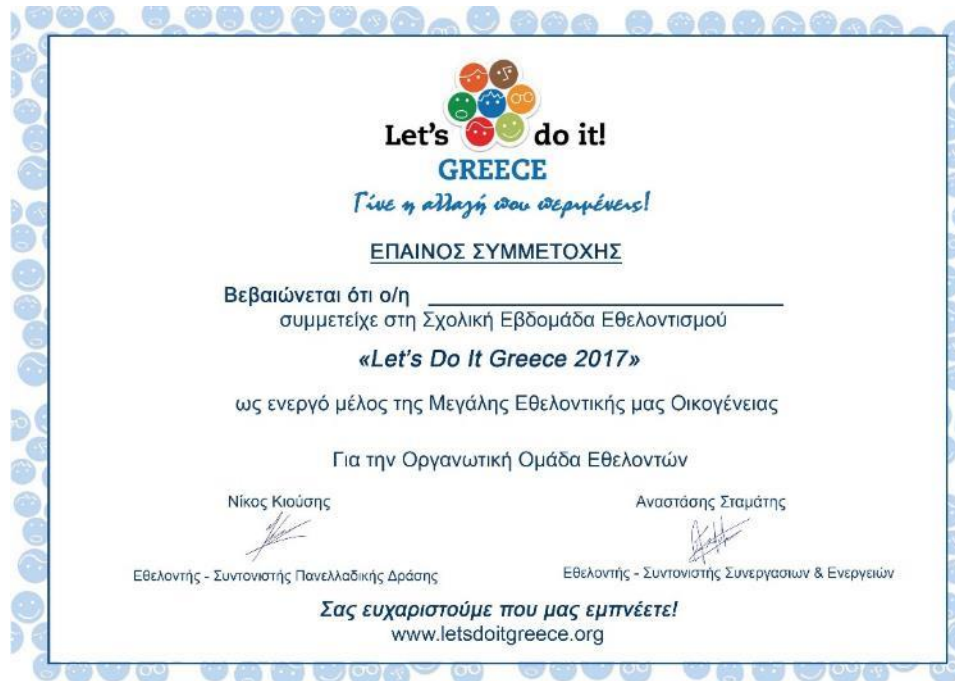 Let's do it!
GREECE
Γίνε η αλλαγή που περιμένεις!
ΕΠΑΙΝΟΣ ΣΥΜΜΕΤΟΧΗΣ
Βεβαιώνεται ότι ο/η
συμμετείχε στη Σχολική Εβδομάδα Εθελοντισμού
«Let's Do It Greece 2017»
ως ενεργό μέλος της Μεγάλης Εθελοντικής μας Οικογένειας
Για την Οργανωτική Ομάδα Εθελοντών
Νίκος Κιούσης Αναστάσης Σταμάτης
Εθελοντής - Συντονιστής Πανελλαδικής Δράσης Εθελοντής - Συντονιστής Συνεργασιων & Ενεργειών
Σας ευχαριστούμε που μας εμπνέετε!
www.letsdoitgreece.org